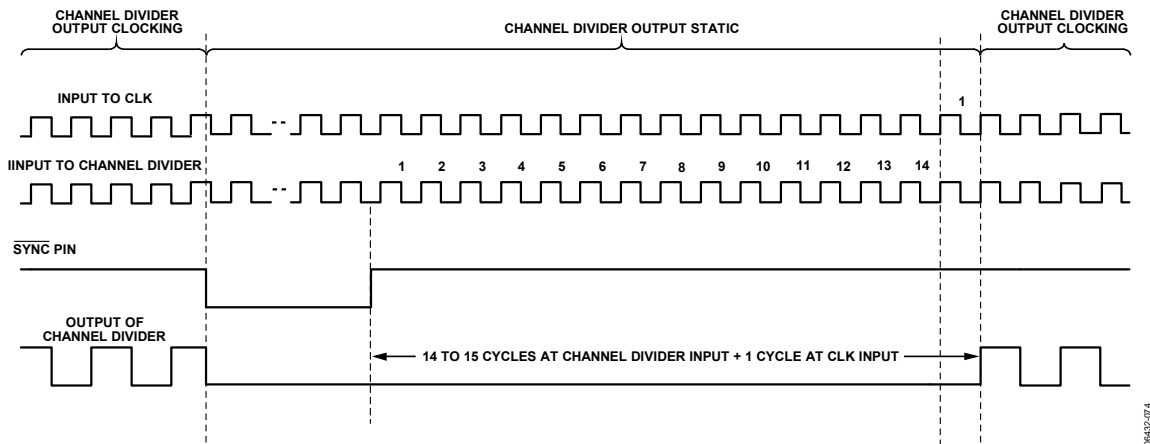 CHANNEL DIVIDER
OUTPUT CLOCKING
CHANNEL DIVIDER OUTPUT STATIC
CHANNEL DIVIDER
OUTPUT CLOCKING
INPUT TO CLK
1
IINPUT TO CHANNEL DIVIDER
1 2 3 4 5 6 7 8 9 10 11 12 13 14
SYNC PIN
OUTPUT OF
CHANNEL DIVIDER
14 TO 15 CYCLES AT CHANNEL DIVIDER INPUT + 1 CYCLE AT CLK INPUT
06432-074